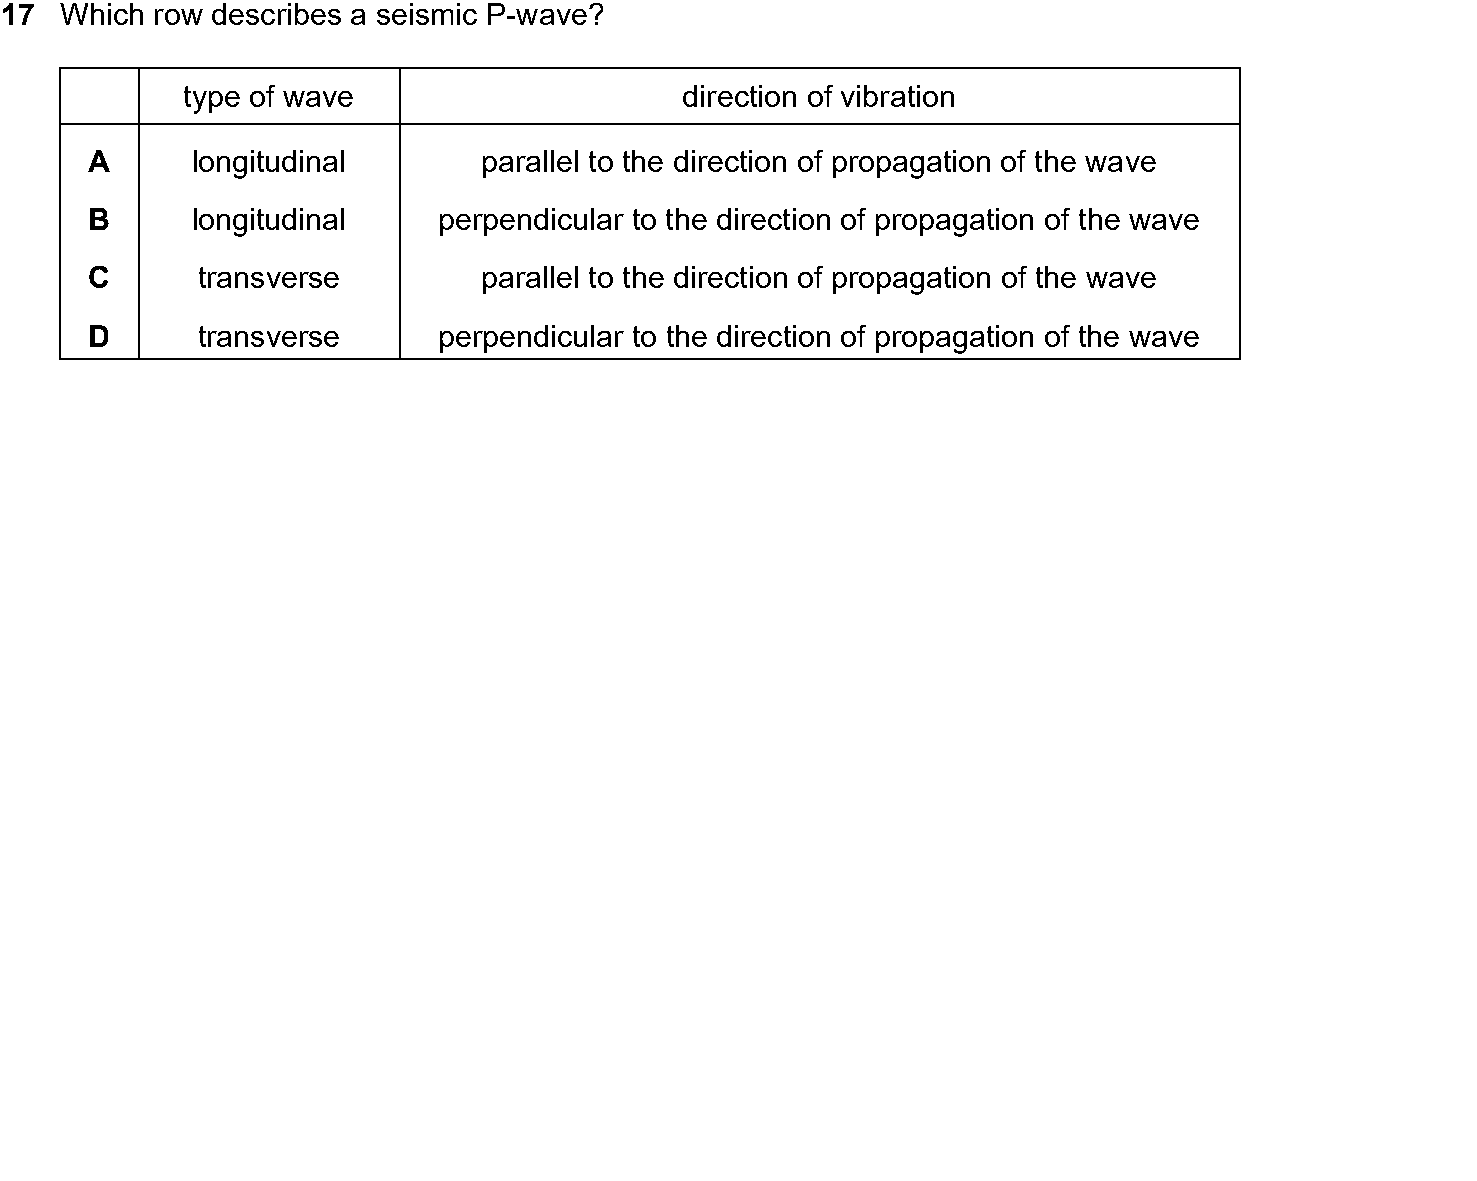 17 Which row describes a seismic P-wave?
type of wave direction of vibration
A longitudinal parallel to the direction of propagation of the wave
B longitudinal perpendicular to the direction of propagation of the wave
C transverse parallel to the direction of propagation of the wave
D transverse perpendicular to the direction of propagation of the wave